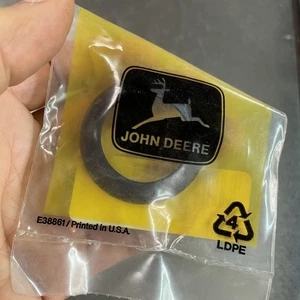 JOHN DEERE
E38861/Printed in U.S.A.
4
LDPE